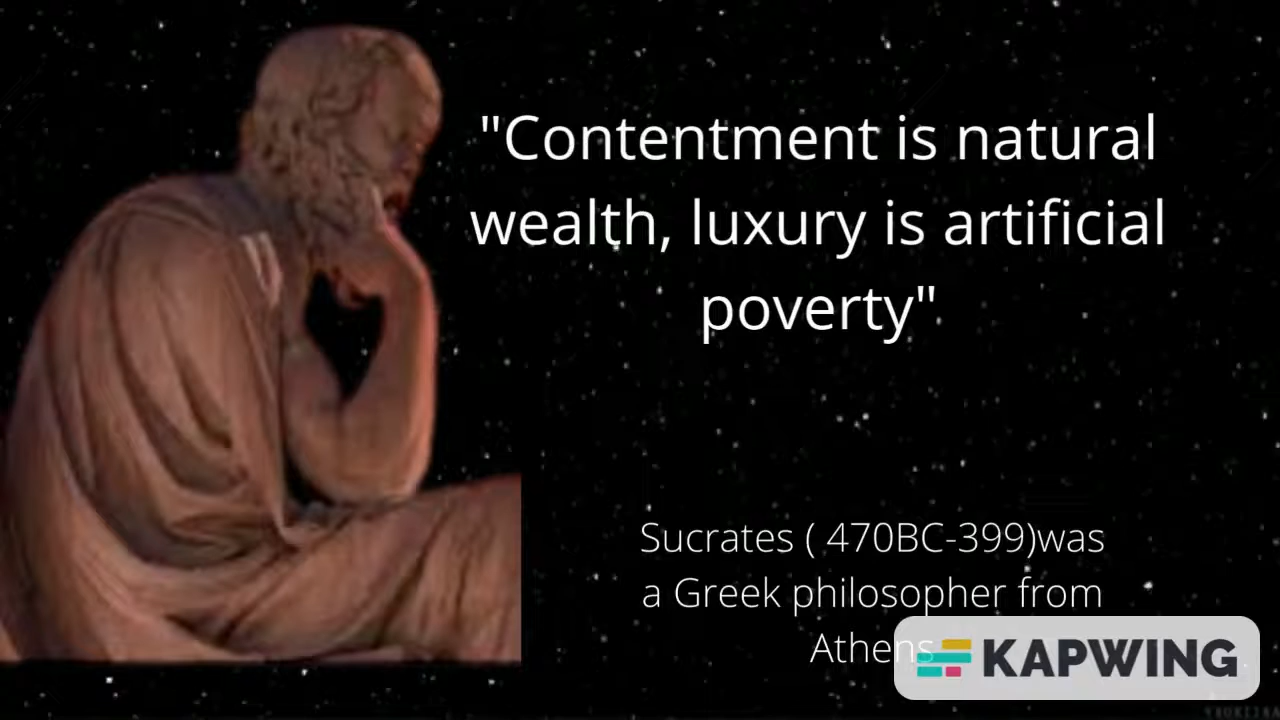 "Contentment is natural
wealth, luxury is artificial
poverty"
Sucrates ( 470BC-399)was
a Greek philosopher from
Athens
KAPWING